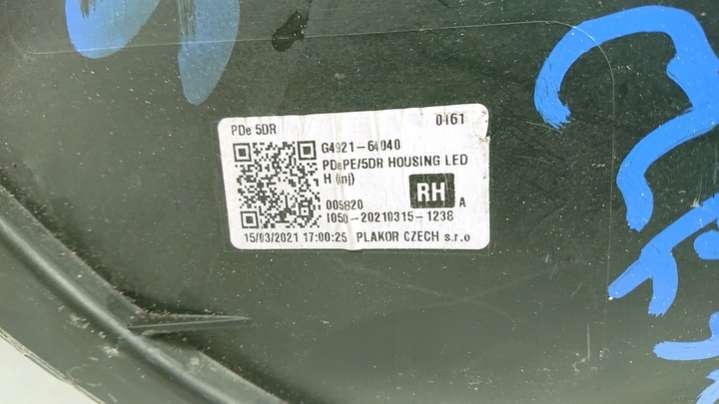 PDe 5DR 0161
G4921-64040
PDePE/5DR HOUSING LED
H (inj)
RH
005820 A
1050-20210315-1238
15/03/2021 17:00:25 PLAKOR CZECH s.r.o